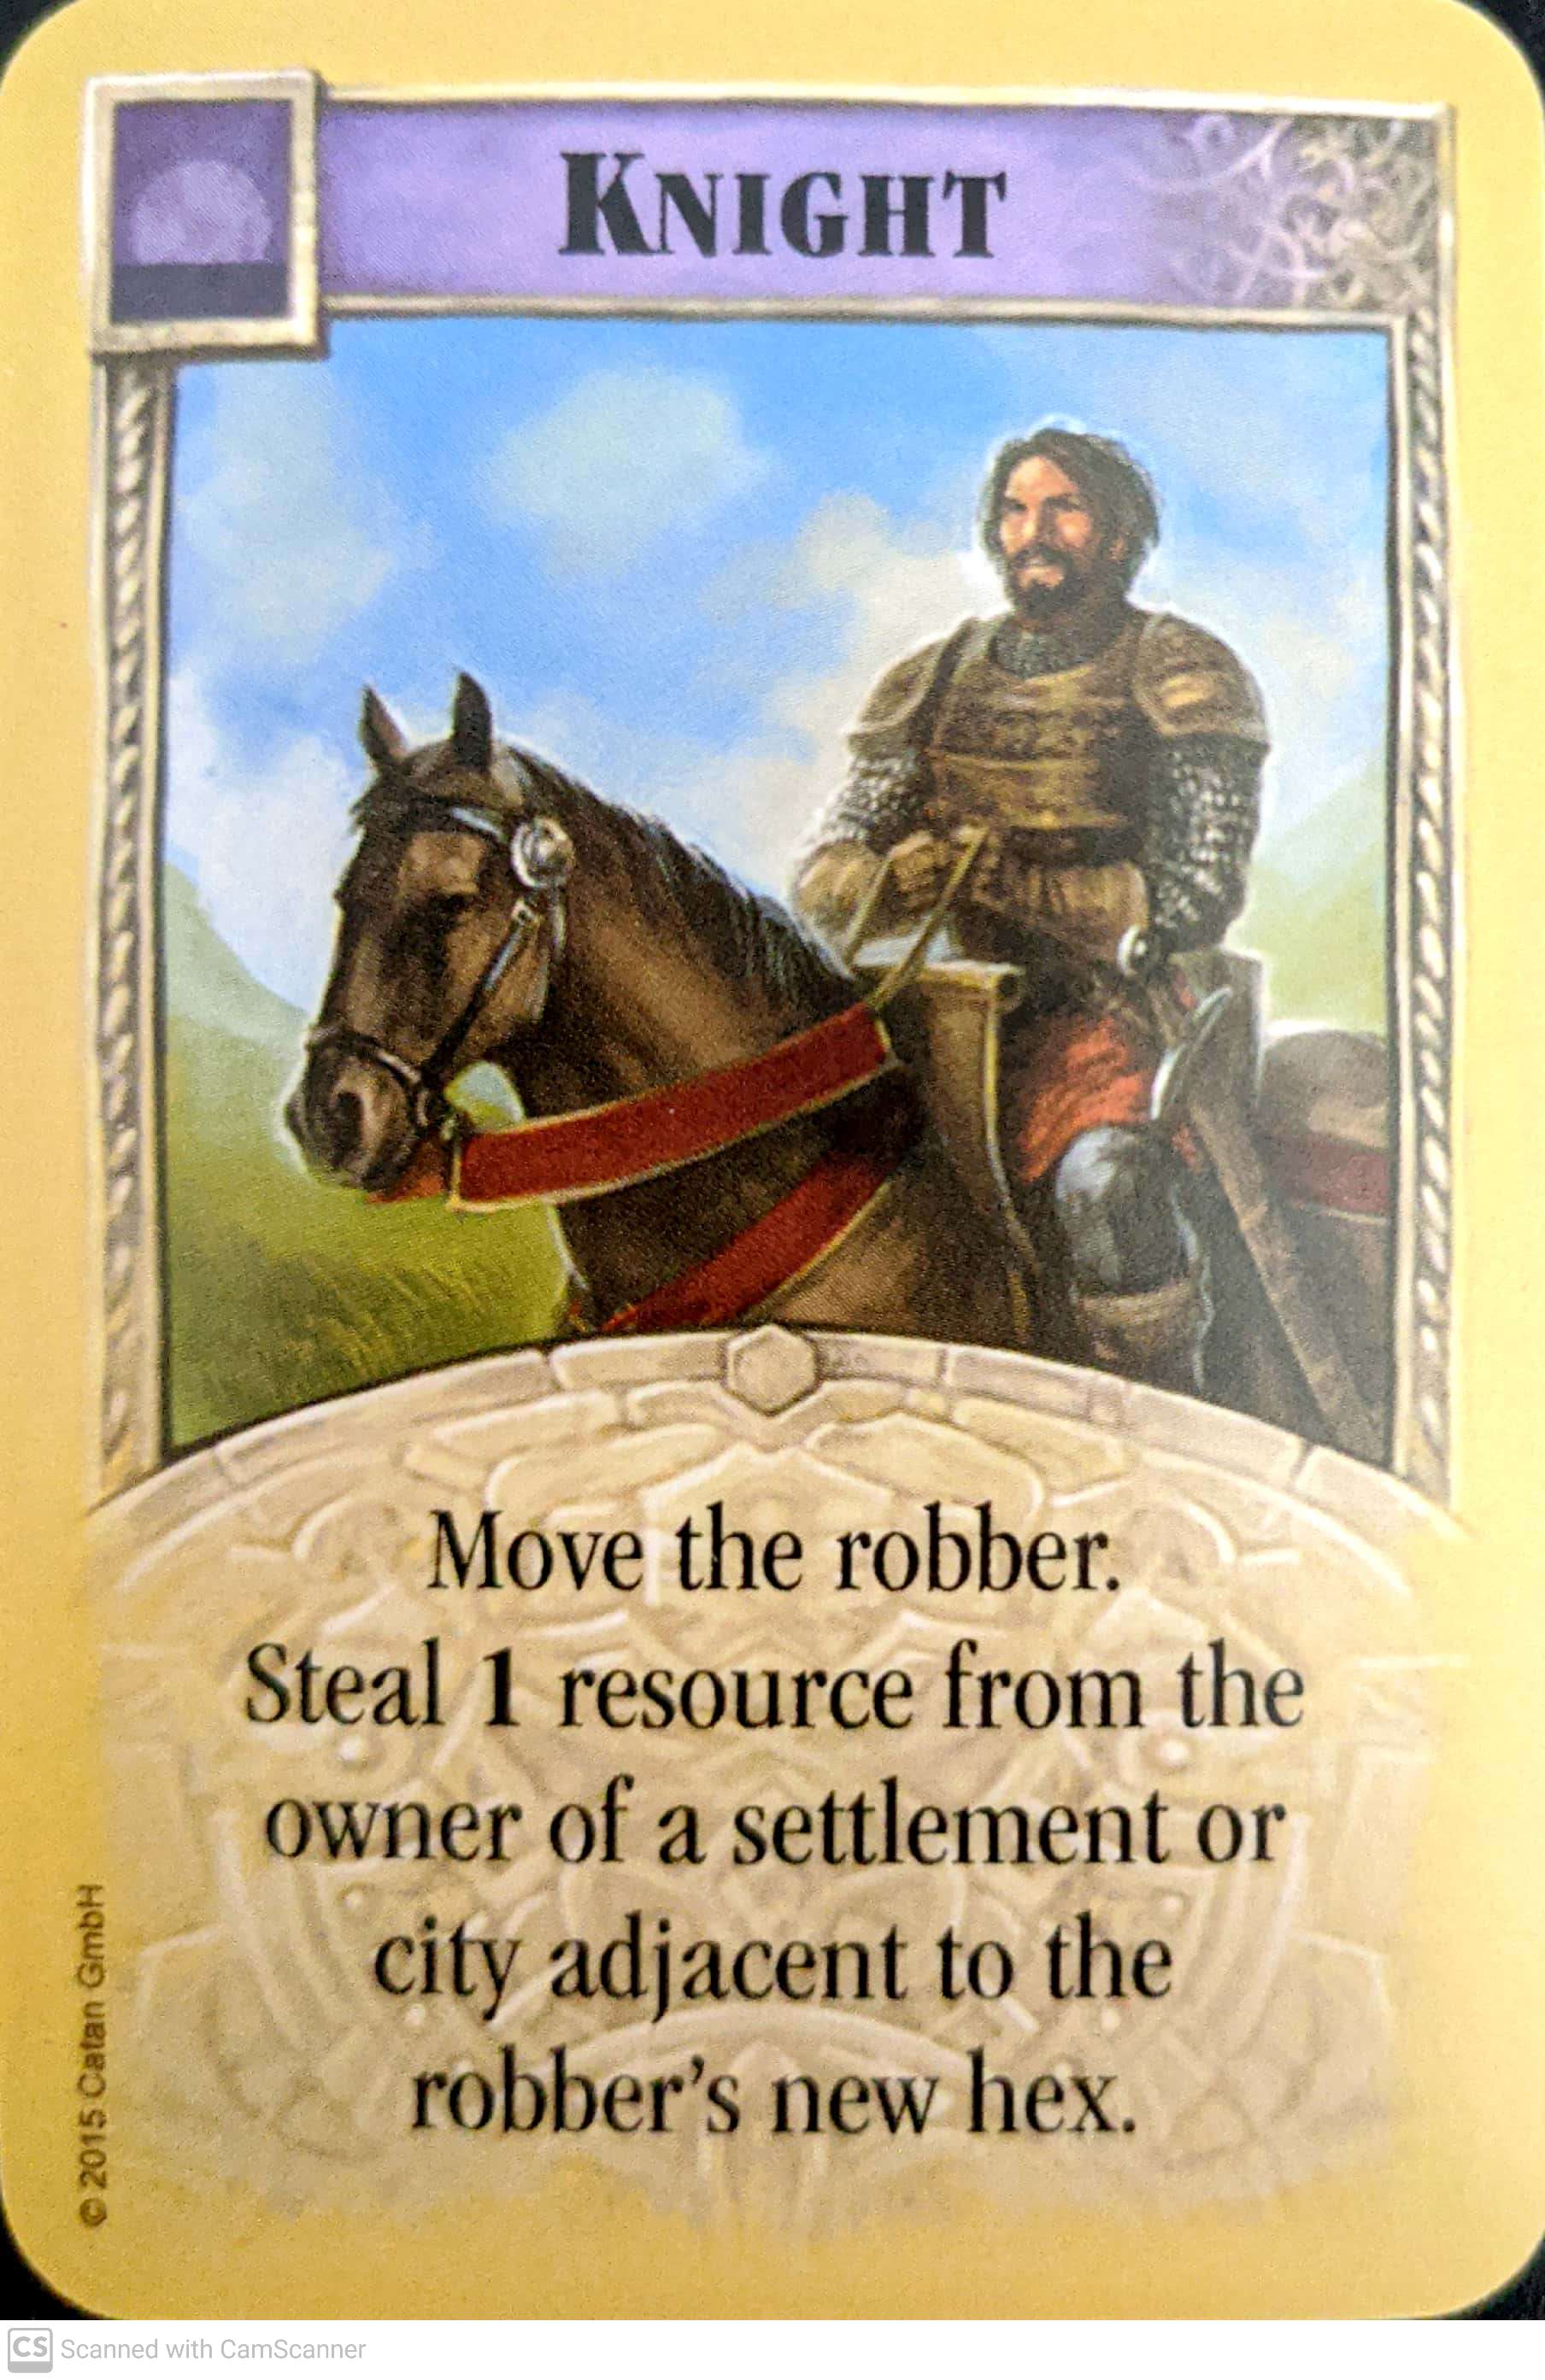 KNIGHT
Move the robber.
Steal 1 resource from the
owner of a settlement or
city adjacent to the
robber's new hex.
© 2015 Catan GmbH
CS Scanned with CamScanner